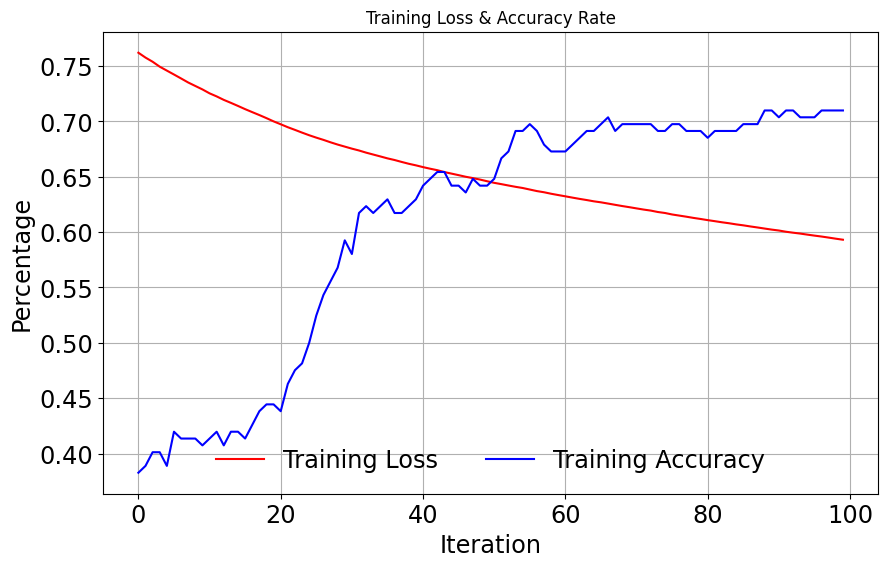 Training Loss & Accuracy Rate
0.75
0.70
0.65
0.60
0.55
0.50
0.45
0.40
Percentage
Training Loss
Training Accuracy
0 20 40 60 80 100
Iteration